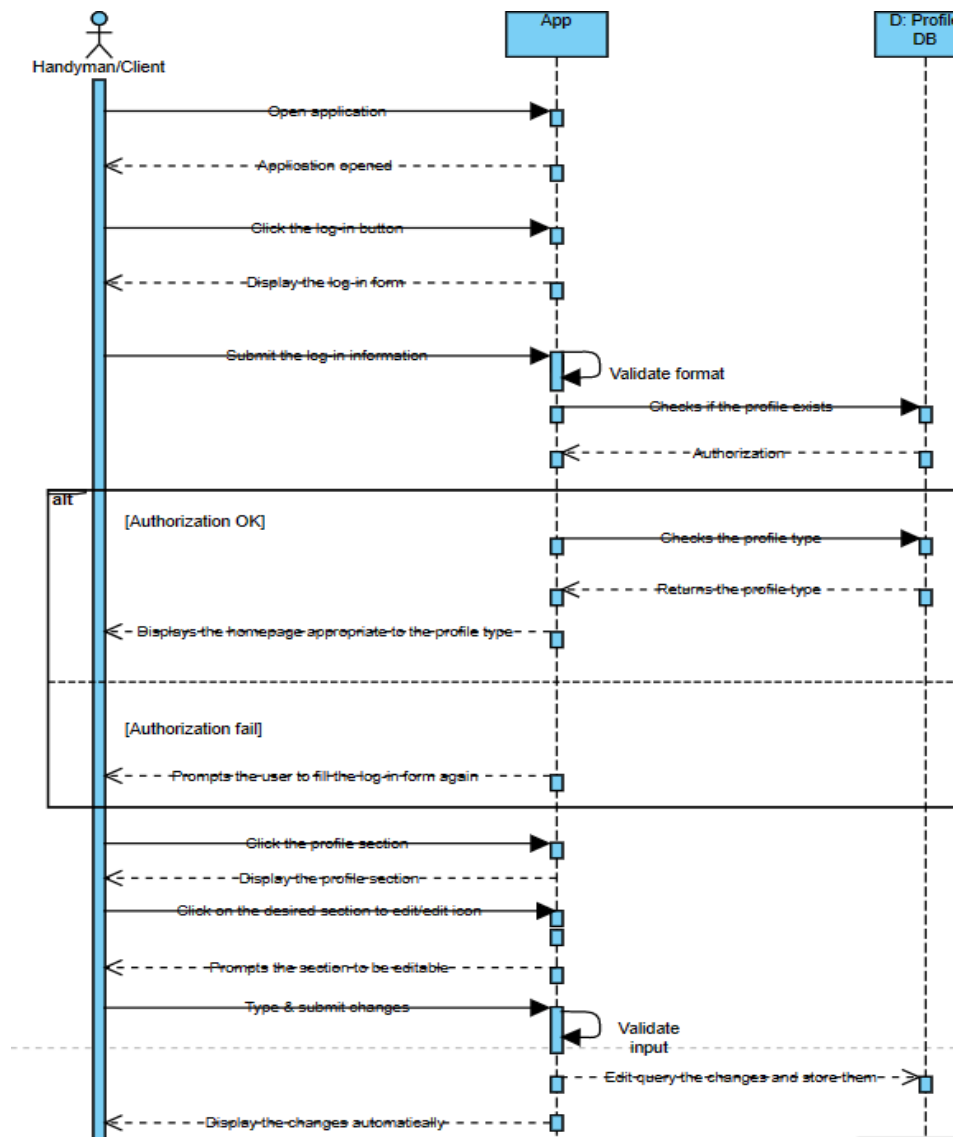 App
D: Profile
DB
Handyman/Client
Open application
Application opened
Click the log-in button
Display the log-in form
Submit the log-in information
Validate format
Checks if the profile exists
Authorization
alt
[Authorization OK]
Checks the profile type
Returns the profile type
Displays the homepage appropriate to the profile type
[Authorization fail]
Prompts the user to fill the log-in form again
Click the profile section
Display the profile section
Click on the desired section to edit/edit icon
Prompts the section to be editable
Type & submit changes
Validate
input
Edit query the changes and store them
Display the changes automatically